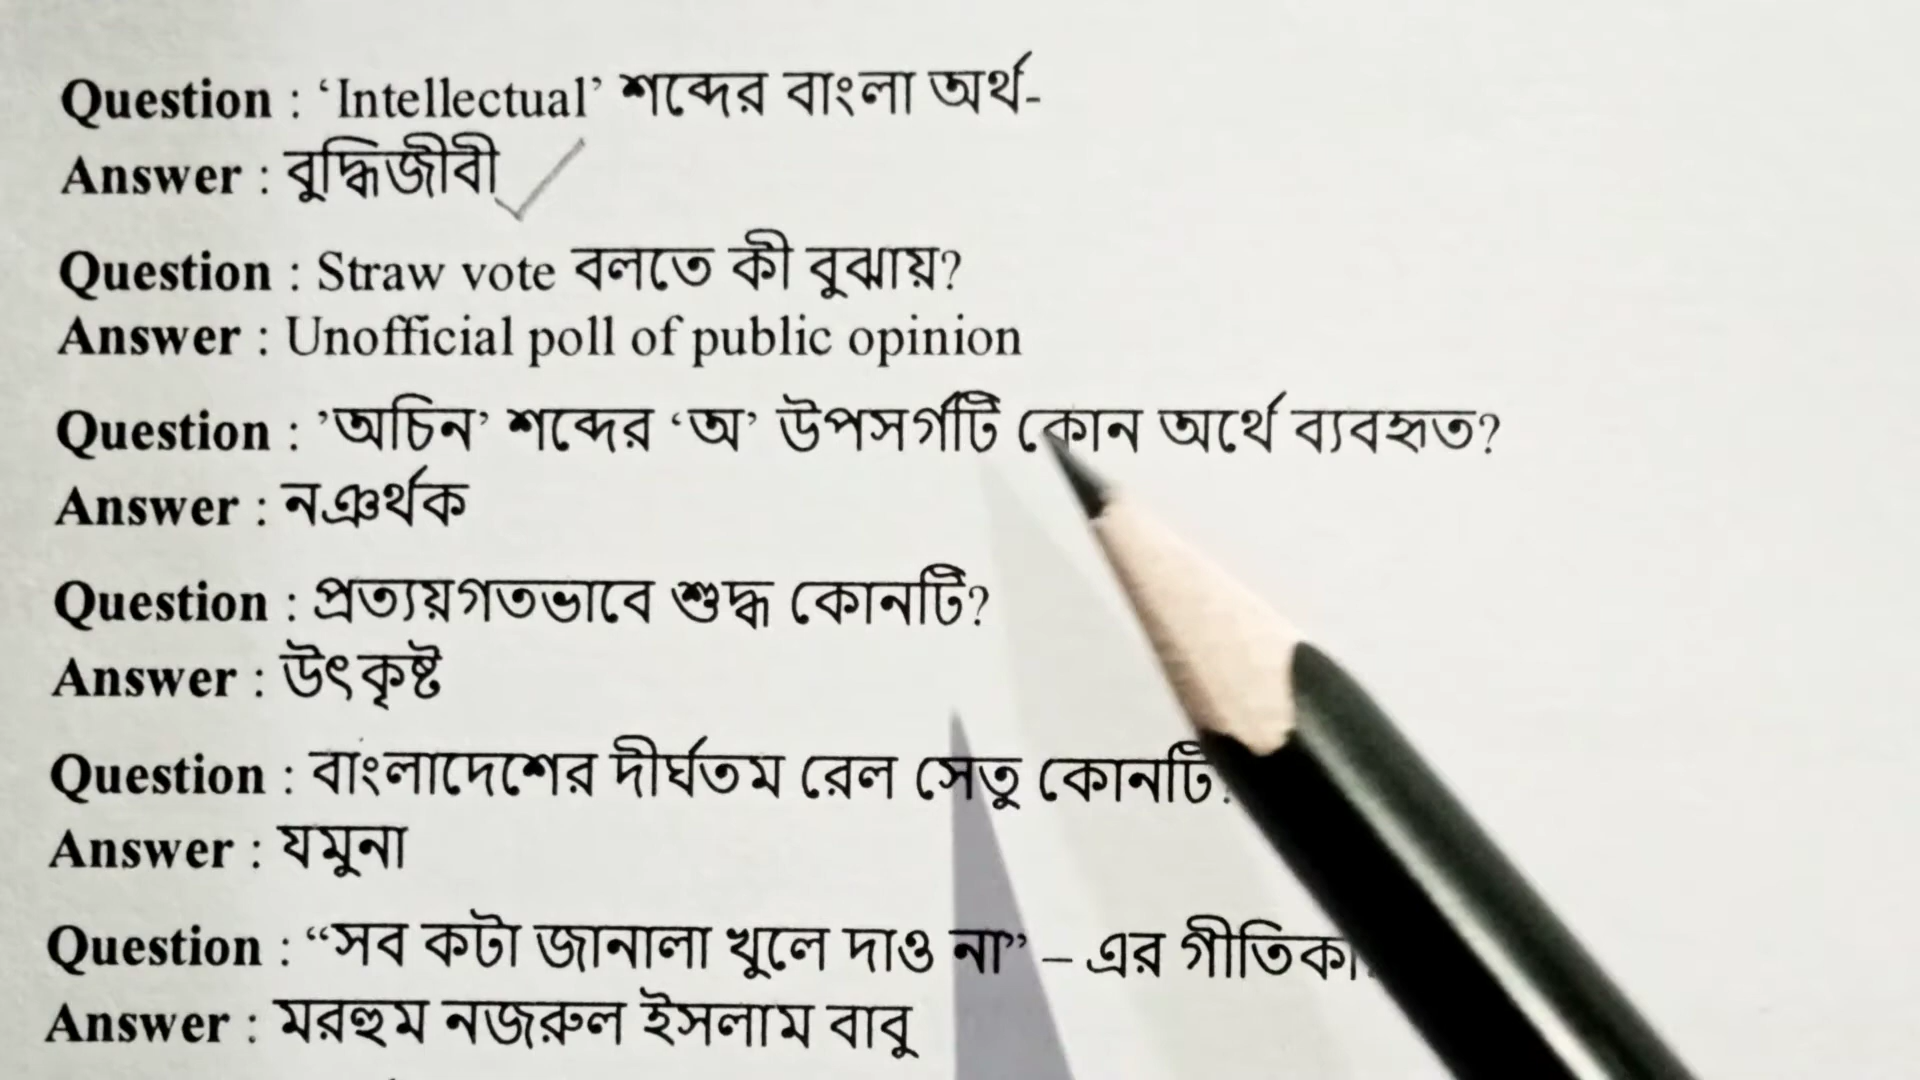 Question : ‘Intellectual’ শব্দের বাংলা অর্থ-
Answer : বুদ্ধিজীবী
Question : Straw vote বলতে কী বুঝায়?
Answer : Unofficial poll of public opinion
Question : ’অচিন’ শব্দের ‘অ’ উপসর্গটি কোন অর্থে ব্যবহৃত?
Answer : নঞর্থক
Question : প্রত্যয়গতভাবে শুদ্ধ কোনটি?
Answer : উৎকৃষ্ট
Question : বাংলাদেশের দীর্ঘতম রেল সেতু কোনটি?
Answer : যমুনা
Question : “সব কটা জানালা খুলে দাও না” – এর
Answer : মরহুম নজরুল ইসলাম বাবু